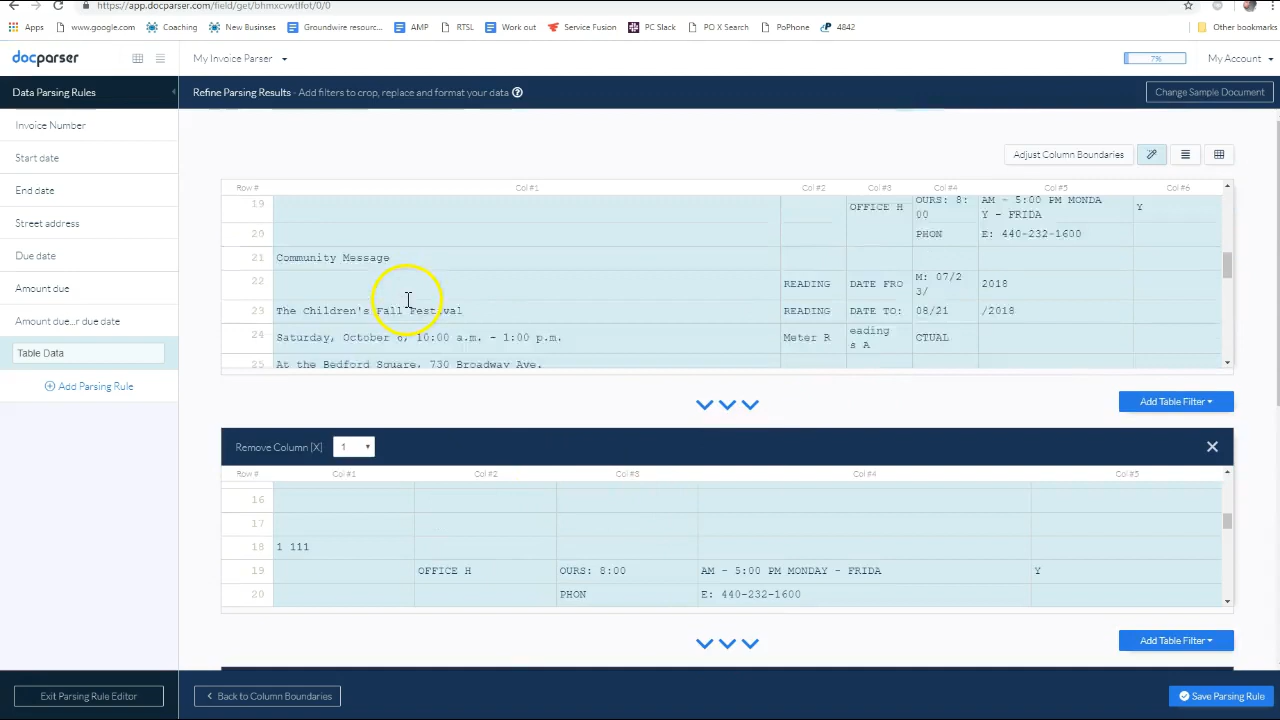 https://app.docparser.com/field/get/bhmxcvwtlfot/0/0
Apps
www.google.com
Coaching
New Busines
Groundwire resourc...
AMP
RTSL
Work out
Service Fusion
PC Slack
PO X Search
PoPhone
4842
Other bookmarks
docparser
My Invoice Parser
7%
My Account
Data Parsing Rules
Refine Parsing Results - Add filters to crop, replace and format your data
Change Sample Document
Invoice Number
Start date
End date
Street address
Due date
Amount due
Amount due...r due date
Table Data
Add Parsing Rule
Adjust Column Boundaries
Row # Col #1 Col #2 Col #3 Col #4 Col #5 Col #6
19 OFFICE H OURS: 8: 00 AM - 5:00 PM MONDA Y - FRIDA Y
20 PHON E: 440-232-1600
21 Community Message
22 READING DATE FRO M: 07/2 3/ 2018
23 The Children's Fall Festival READING DATE TO: 08/21 /2018
24 Saturday, October 6, 10:00 a.m. - 1:00 p.m. Meter R eading s A CTUAL
25 At the Bedford Square, 730 Broadway Ave.
Add Table Filter
Remove Column [X] 1
Row # Col #1 Col #2 Col #3 Col #4 Col #5
16
17
18 1 111
19 OFFICE H OURS: 8:00 AM - 5:00 PM MONDAY - FRIDA Y
20 PHON E: 440-232-1600
Add Table Filter
Exit Parsing Rule Editor
Back to Column Boundaries
Save Parsing Rule